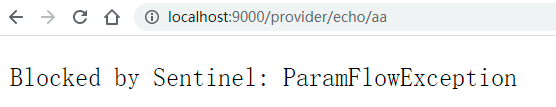 localhost:9000/provider/echo/aa
Blocked by Sentinel: ParamFlowException